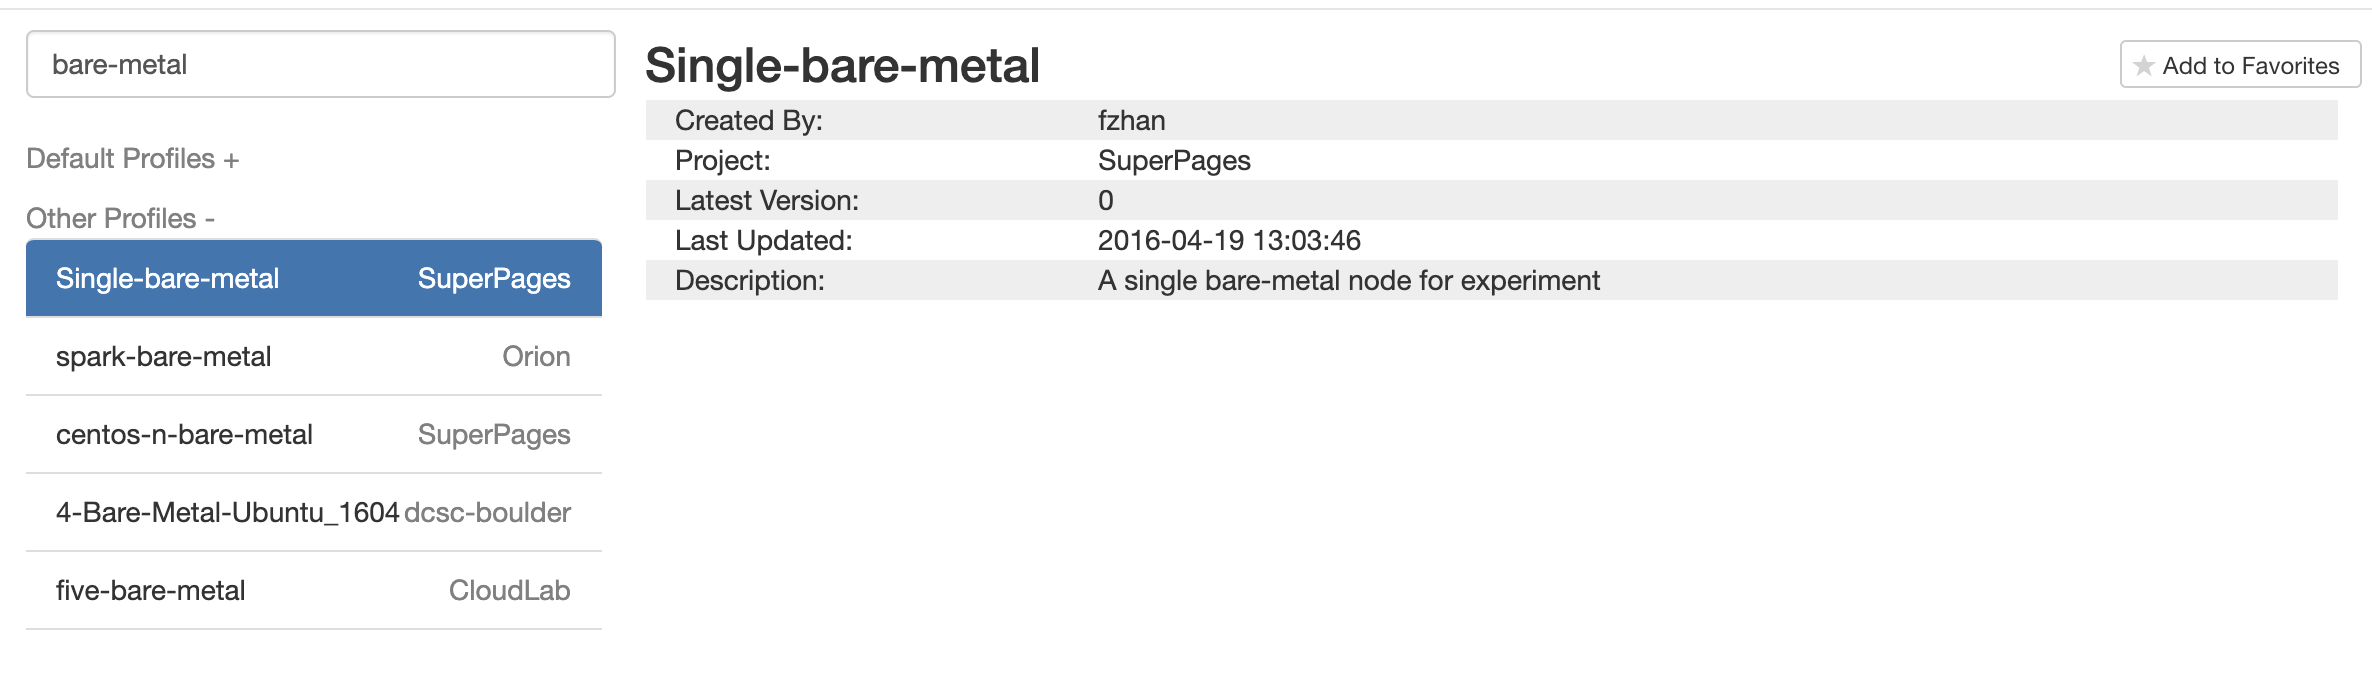 bare-metal
Default Profiles +
Other Profiles -
Single-bare-metal SuperPages
spark-bare-metal Orion
centos-n-bare-metal SuperPages
4-Bare-Metal-Ubuntu_1604 dcsc-boulder
five-bare-metal CloudLab
Single-bare-metal
Add to Favorites
Created By: fzhan
Project: SuperPages
Latest Version: 0
Last Updated: 2016-04-19 13:03:46
Description: A single bare-metal node for experiment